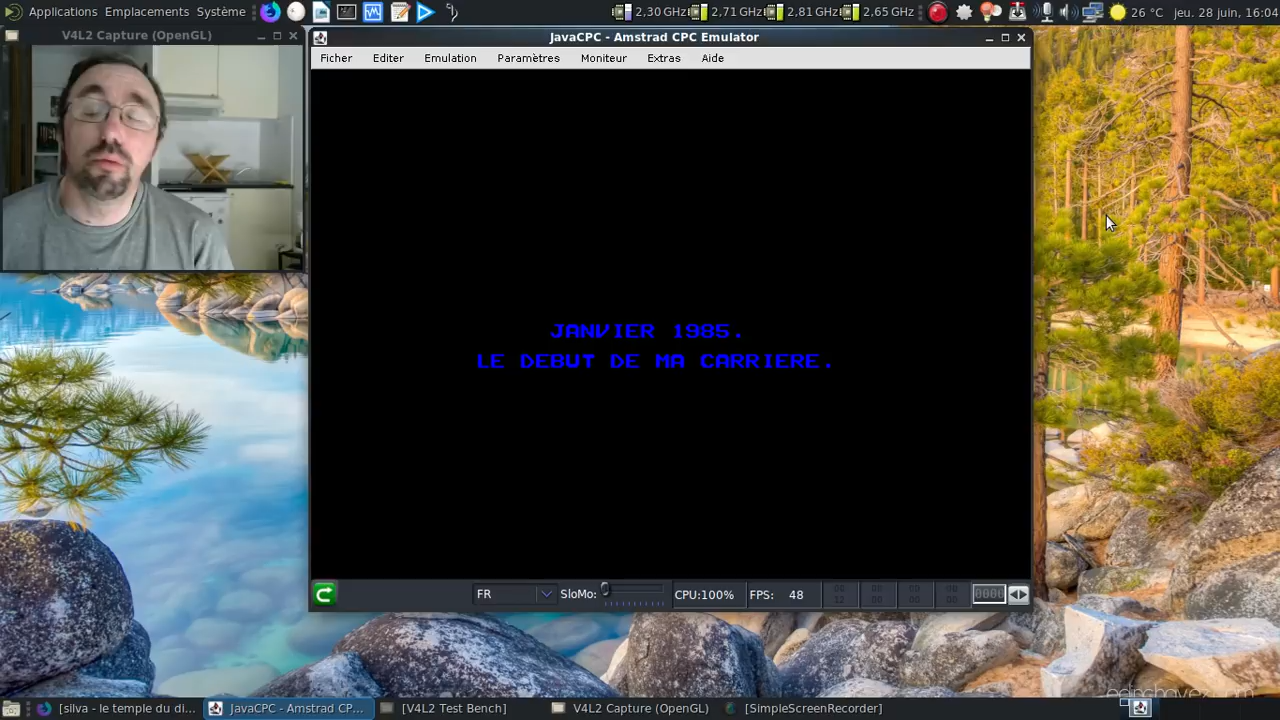 Applications Emplacements Système
2,30 GHz 2,71 GHz 2,61 GHz 2,65 GHz
26 °C jeu. 28 juin, 16:04
V4L2 Capture (OpenGL)
JavaCPC - Amstrad CPC Emulator
Ficher Editer Emulation Paramètres Moniteur Extras Aide
JANVIER 1985.
LE DEBUT DE MA CARRIERE.
FR SloMo: CPU:100% FPS: 48
0000
[silva - le temple du di... JavaCPC - Amstrad CP... [V4L2 Test Bench] V4L2 Capture (OpenGL) [SimpleScreenRecorder]